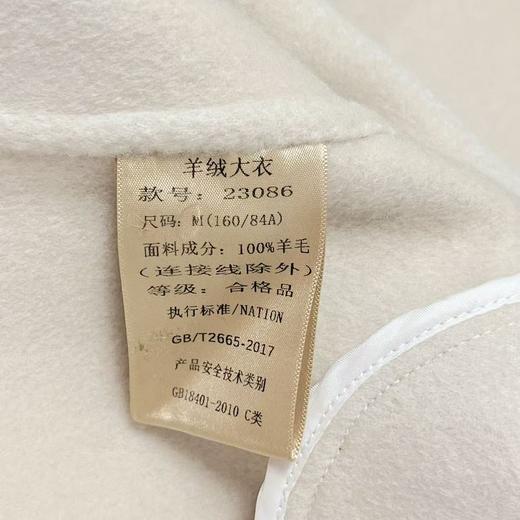 羊绒大衣
款号: 23086
尺码: M(160/84A)
面料成分: 100%羊毛
(连接线除外)
等级: 合格品
执行标准/NATION
GB/T2665-2017
产品安全技术类别
GB18401-2010 C类